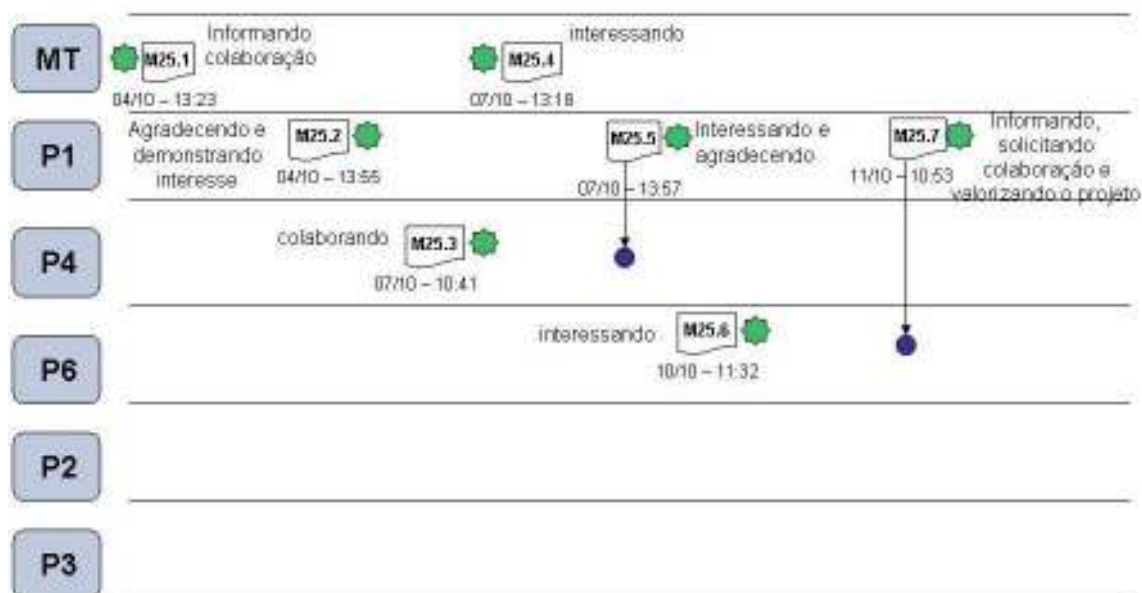 MT
M25.1
Informando
colaboração
04/10 – 13:23
M25.4
interessando
07/10 – 13:18
P1
Agradecendo e
demonstrando
interesse
M25.2
04/10 – 13:55
M25.5
Interessando e
agradecendo
07/10 – 13:57
M25.7
Informando,
solicitando
colaboração e
valorizando o projeto
11/10 – 10:53
P4
colaborando
M25.3
07/10 – 10:41
P6
interessando
M25.6
10/10 – 11:32
P2
P3